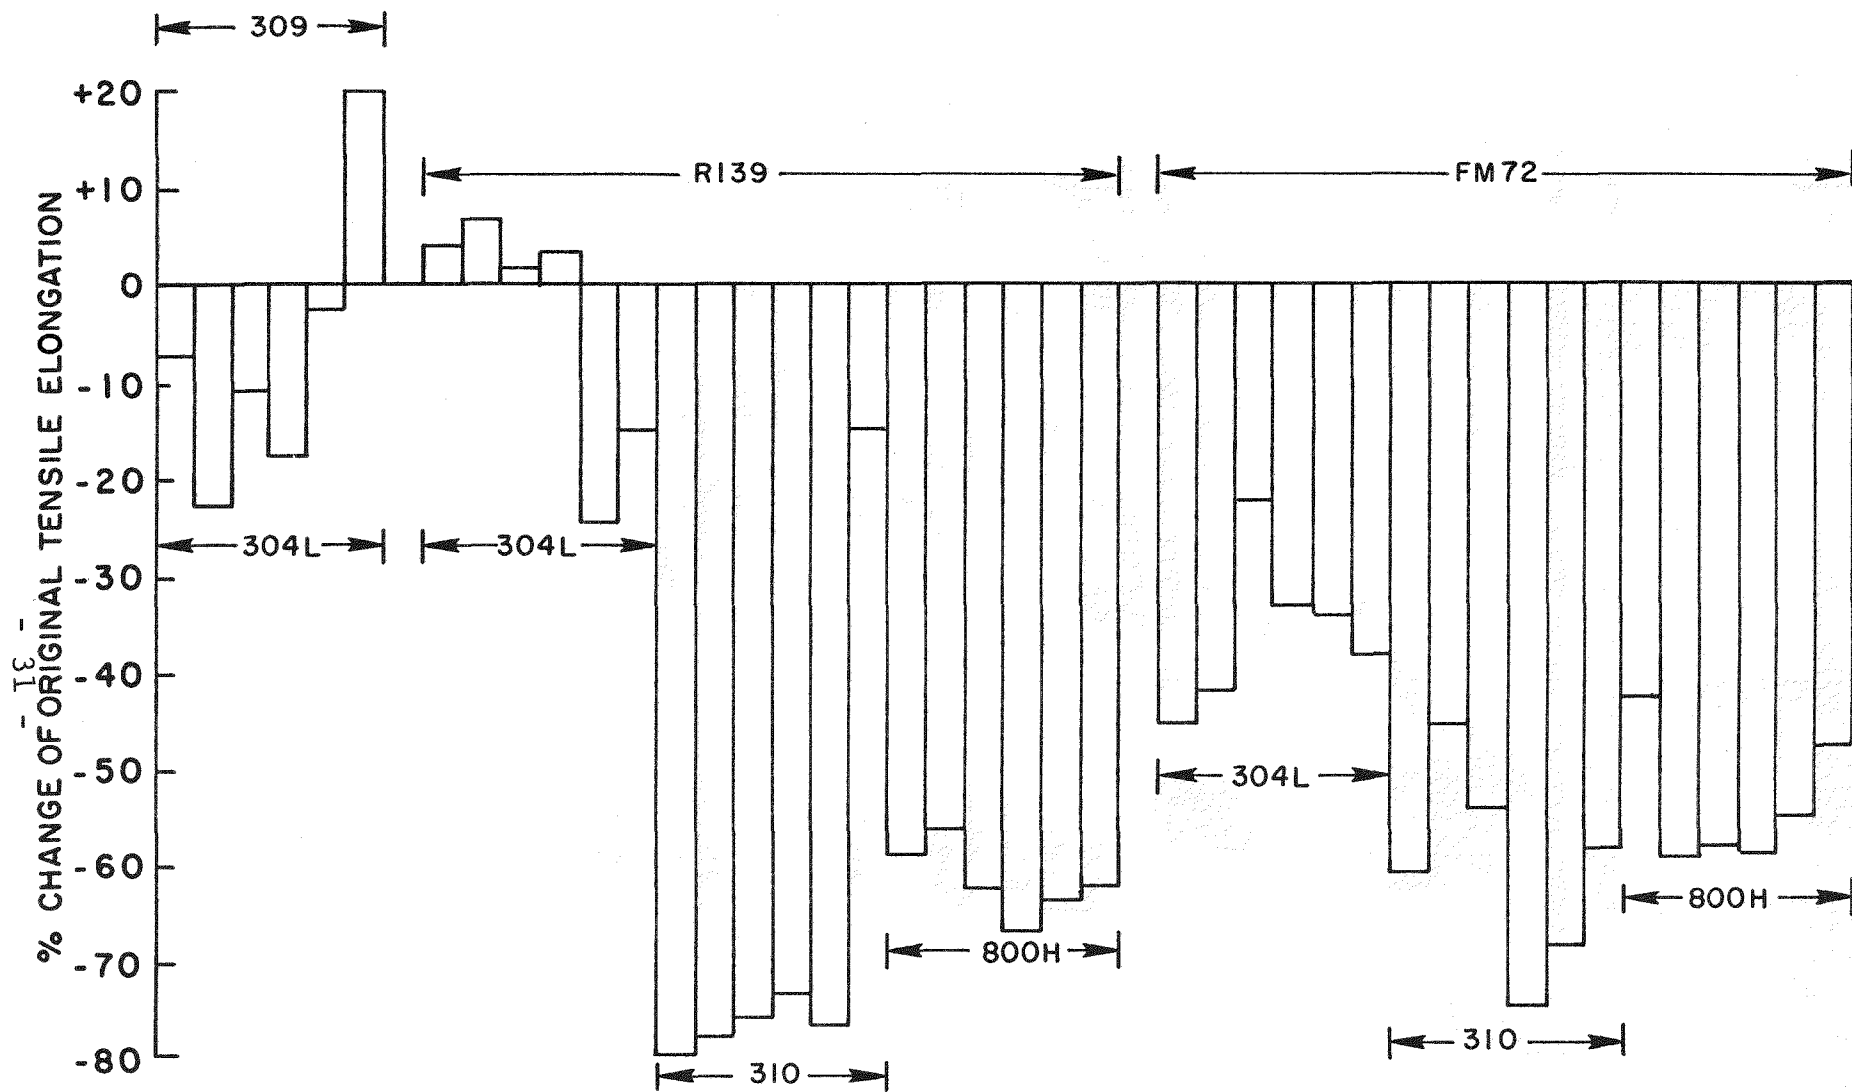 309
+20
+10
0
-10
-20
-30
-40
-50
-60
-70
-80
% CHANGE OF ORIGINAL TENSILE ELONGATION
- 31 -
R139
FM72
304L
304L
304L
310
800H
310
800H